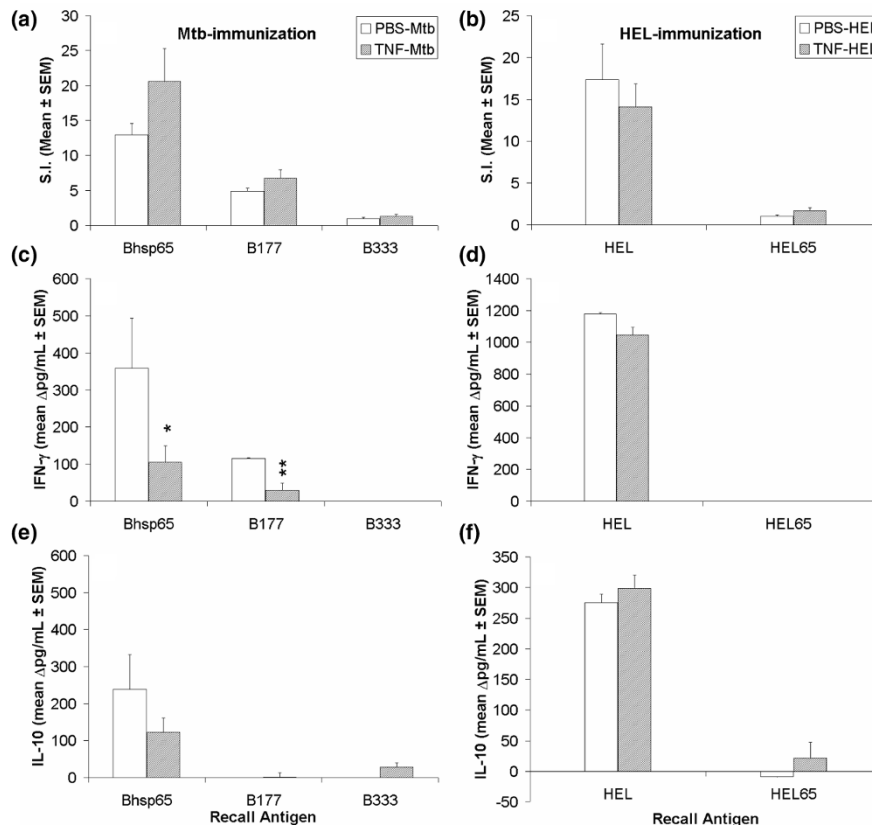 (a)
Mtb-immunization
PBS-Mtb
TNF-Mtb
S.I. (Mean ± SEM)
30
25
20
15
10
5
0
Bhsp65 B177 B333
(b)
HEL-immunization
PBS-HEL
TNF-HEL
S.I. (Mean ± SEM)
25
20
15
10
5
0
HEL HEL65
(c)
IFN-γ (mean Δpg/mL ± SEM)
600
500
400
300
200
100
0
*
**
Bhsp65 B177 B333
(d)
IFN-γ (mean Δpg/mL ± SEM)
1400
1200
1000
800
600
400
200
0
HEL HEL65
(e)
IL-10 (mean Δpg/mL ± SEM)
600
500
400
300
200
100
0
Bhsp65 B177 B333
Recall Antigen
(f)
IL-10 (mean Δpg/mL ± SEM)
350
300
250
200
150
100
50
0
-50
HEL HEL65
Recall Antigen